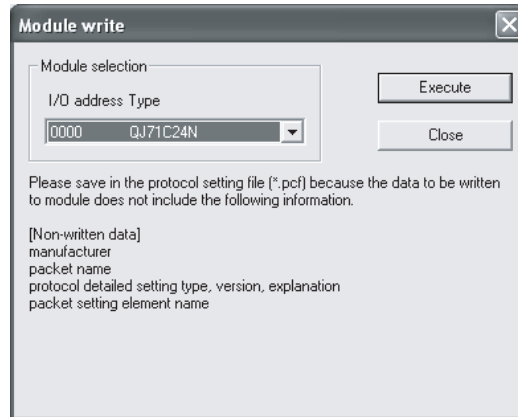 Module write
Module selection
I/O address Type
0000 QJ71C24N
Execute
Close
Please save in the protocol setting file (*.pcf) because the data to be written
to module does not include the following information.
[Non-written data]
manufacturer
packet name
protocol detailed setting type, version, explanation
packet setting element name